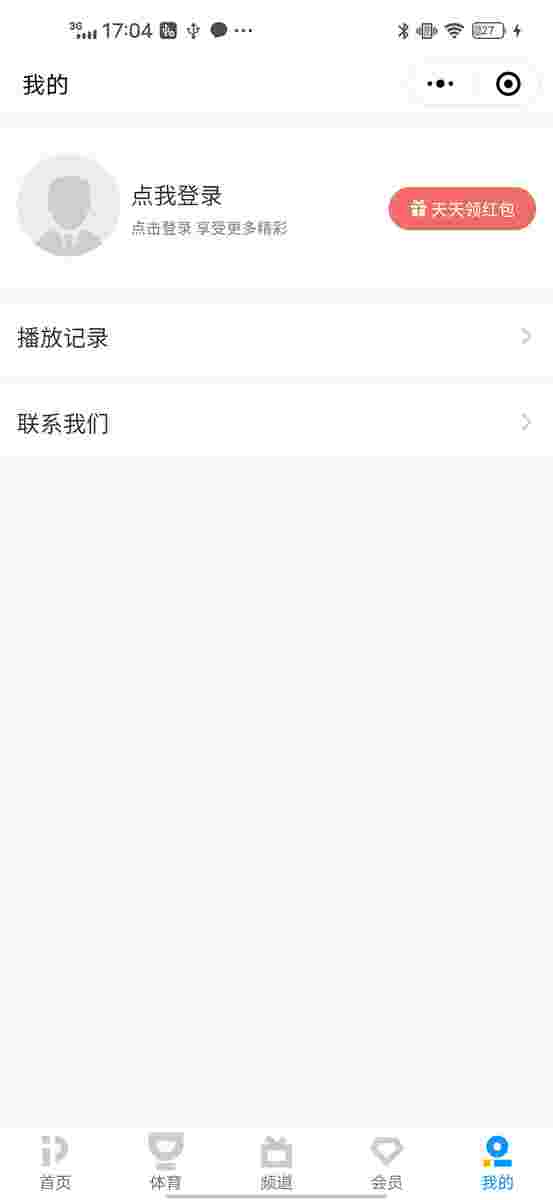 3G 17:04 27
我的
点我登录
点击登录 享受更多精彩
天天领红包
播放记录
联系我们
首页 体育 频道 会员 我的